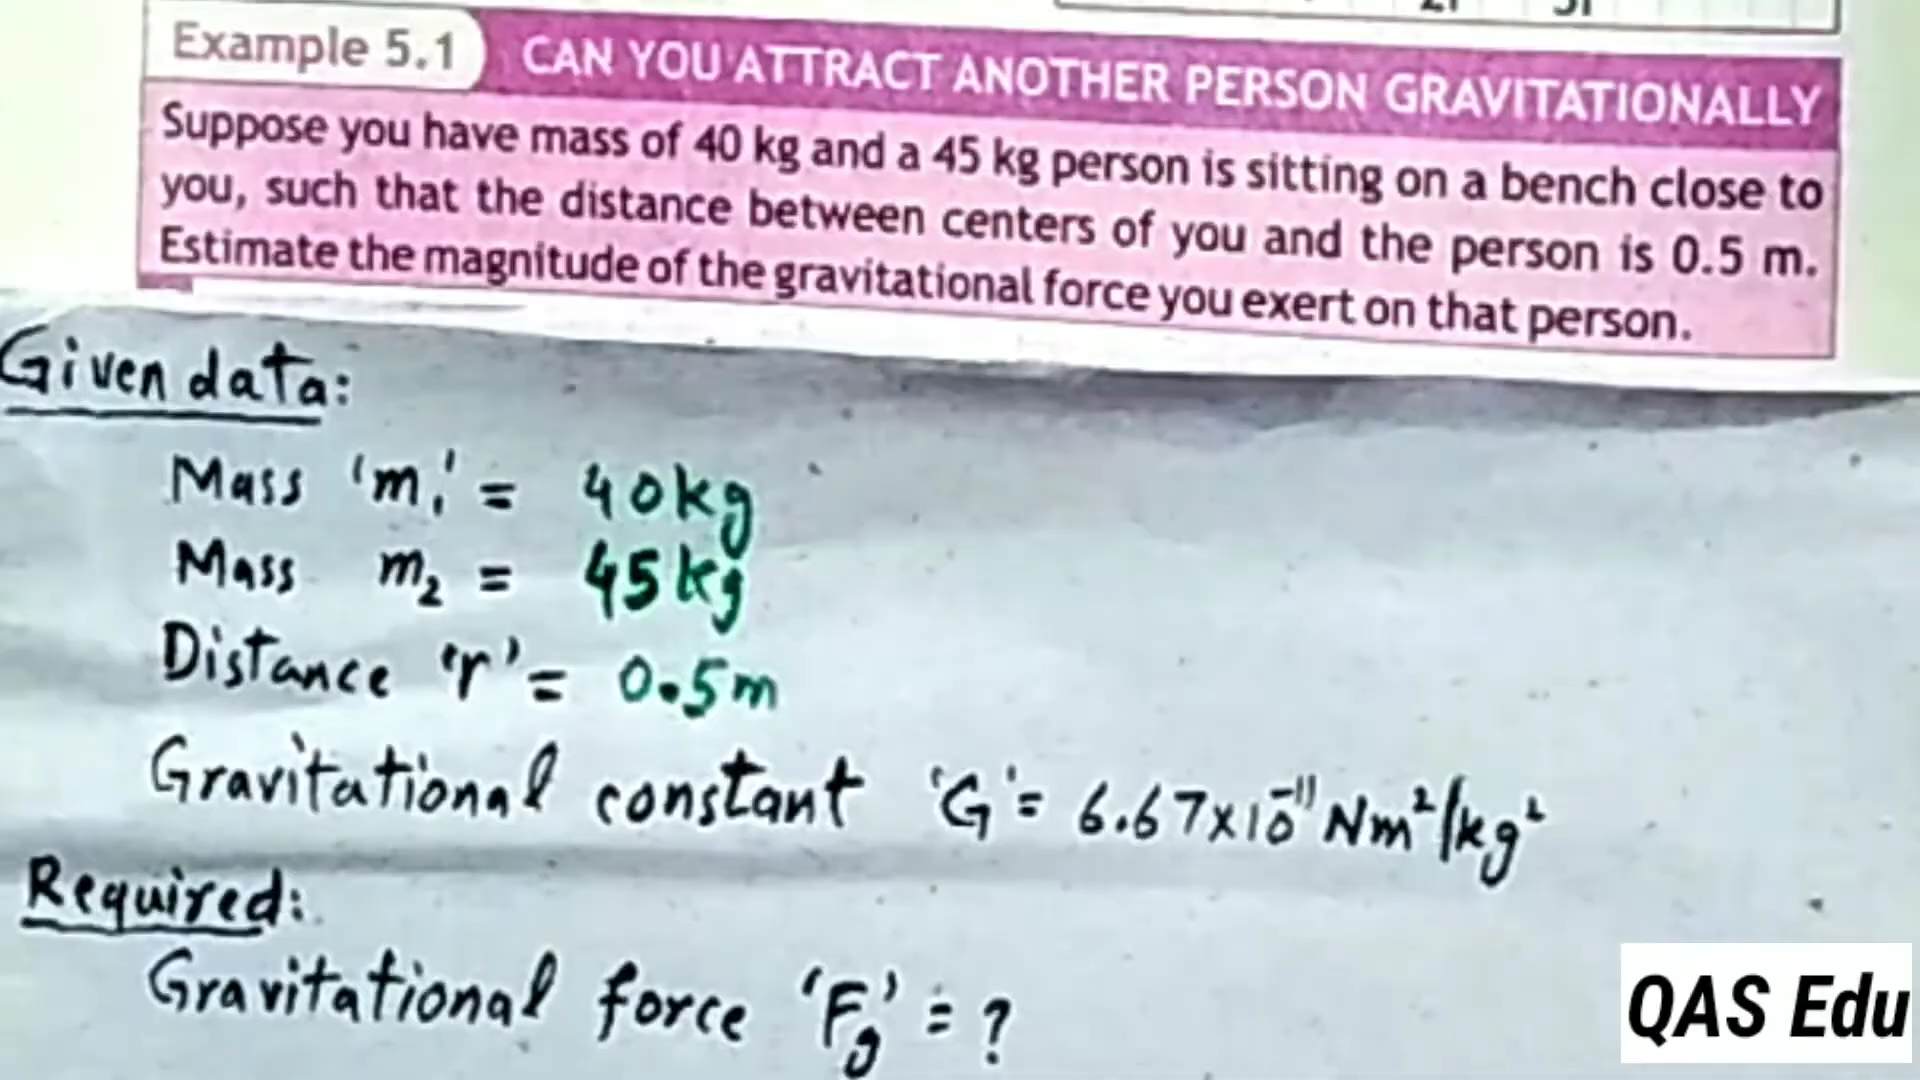 Example 5.1 CAN YOU ATTRACT ANOTHER PERSON GRAVITATIONALLY
Suppose you have mass of 40 kg and a 45 kg person is sitting on a bench close to
you, such that the distance between centers of you and the person is 0.5 m.
Estimate the magnitude of the gravitational force you exert on that person.
Given data:
Mass 'm₁' = 40kg
Mass m₂ = 45kg
Distance 'r' = 0.5m
Gravitational constant 'G' = 6.67x10⁻¹¹ Nm²/kg²
Required:
Gravitational force 'Fg' = ?
QAS Edu